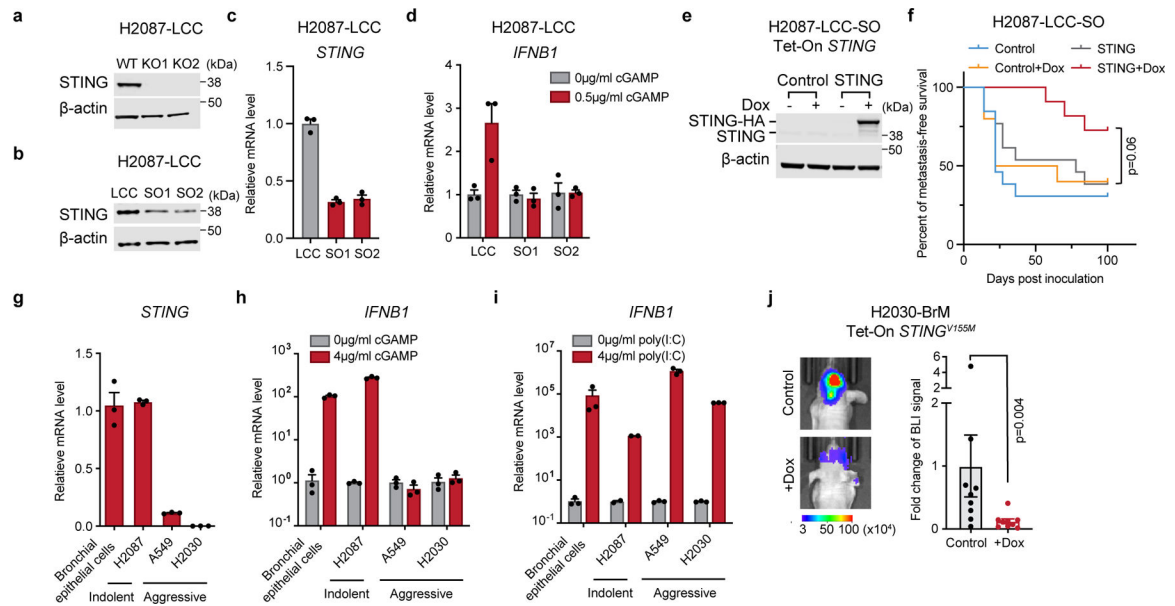 a
H2087-LCC
WT KO1 KO2 (kDa)
STING
38
50
β-actin
b
H2087-LCC
LCC SO1 SO2 (kDa)
STING
38
50
β-actin
c
H2087-LCC
STING
Relatieve mRNA level
1.5
1.0
0.5
0.0
LCC SO1 SO2
d
H2087-LCC
IFNB1
0μg/ml cGAMP
0.5μg/ml cGAMP
Relatieve mRNA level
4
3
2
1
0
LCC SO1 SO2
e
H2087-LCC-SO
Tet-On STING
Control STING
Dox - + - + (kDa)
STING-HA
STING
38
50
β-actin
f
H2087-LCC-SO
Control
STING
Control+Dox
STING+Dox
Percent of metastasis-free survival
100
50
0
0 50 100
Days post inoculation
p=0.06
g
STING
Relatieve mRNA level
1.5
1.0
0.5
0.0
Bronchial
epithelial cells
H2087
A549
H2030
Indolent Aggressive
h
IFNB1
0μg/ml cGAMP
4μg/ml cGAMP
Relatieve mRNA level
10³
10²
10¹
10⁰
10⁻¹
Bronchial
epithelial cells
H2087
A549
H2030
Indolent Aggressive
i
IFNB1
0μg/ml poly(I:C)
4μg/ml poly(I:C)
Relatieve mRNA level
10⁷
10⁵
10³
10¹
10⁻¹
Bronchial
epithelial cells
H2087
A549
H2030
Indolent Aggressive
j
H2030-BrM
Tet-On STINGⱽ¹⁵⁵ᴹ
Control
+Dox
3 50 100 (x10⁴)
Fold change of BLI signal
6
4
2
2
1
0
Control +Dox
p=0.004